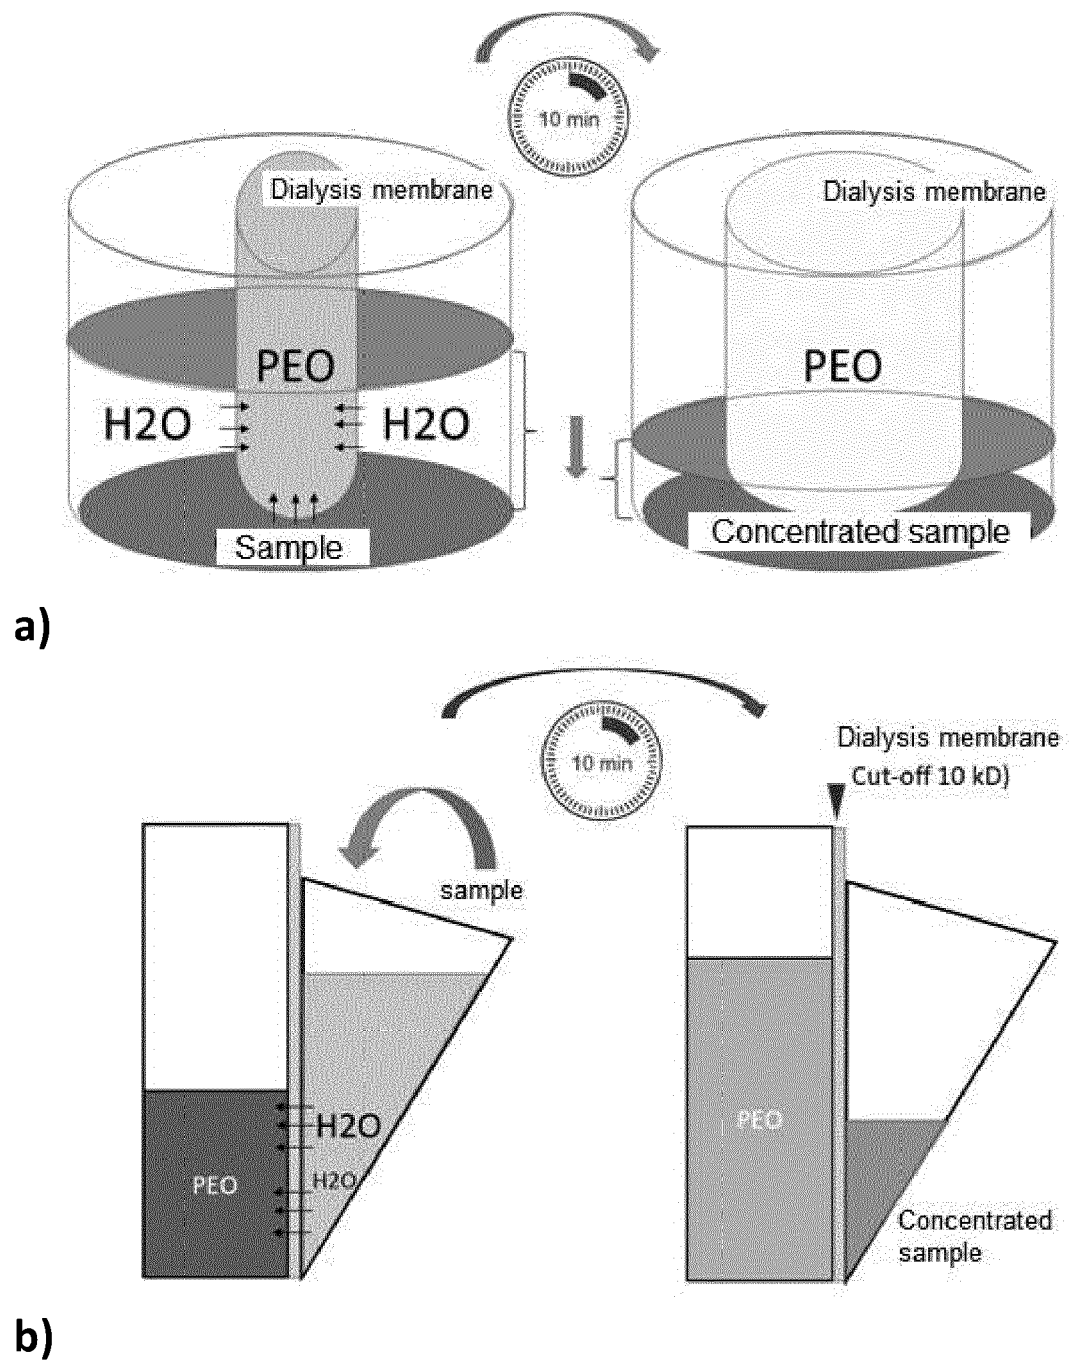 10 min
Dialysis membrane
Dialysis membrane
PEO
PEO
H2O
H2O
Sample
Concentrated sample
a)
10 min
Dialysis membrane
Cut-off 10 kD)
sample
H2O
PEO
H2O
PEO
Concentrated
sample
b)